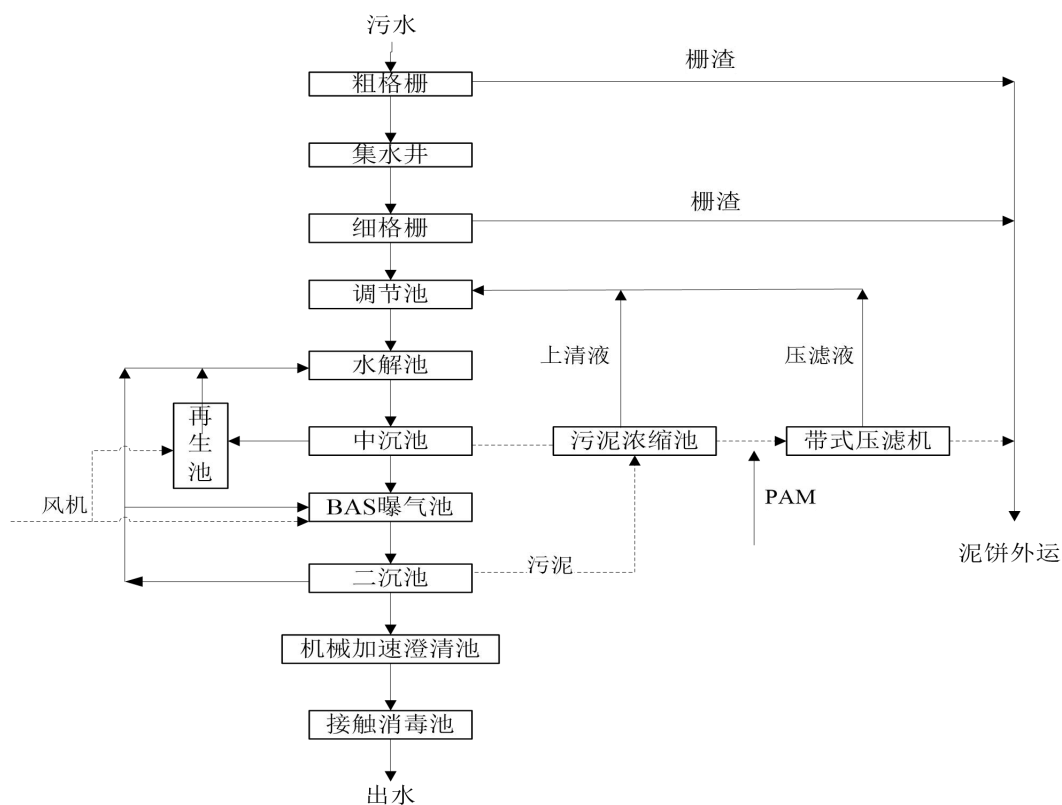 污水
栅渣
粗格栅
集水井
栅渣
细格栅
调节池
上清液
压滤液
水解池
再生池
中沉池
污泥浓缩池
带式压滤机
PAM
风机
BAS曝气池
泥饼外运
污泥
二沉池
机械加速澄清池
接触消毒池
出水